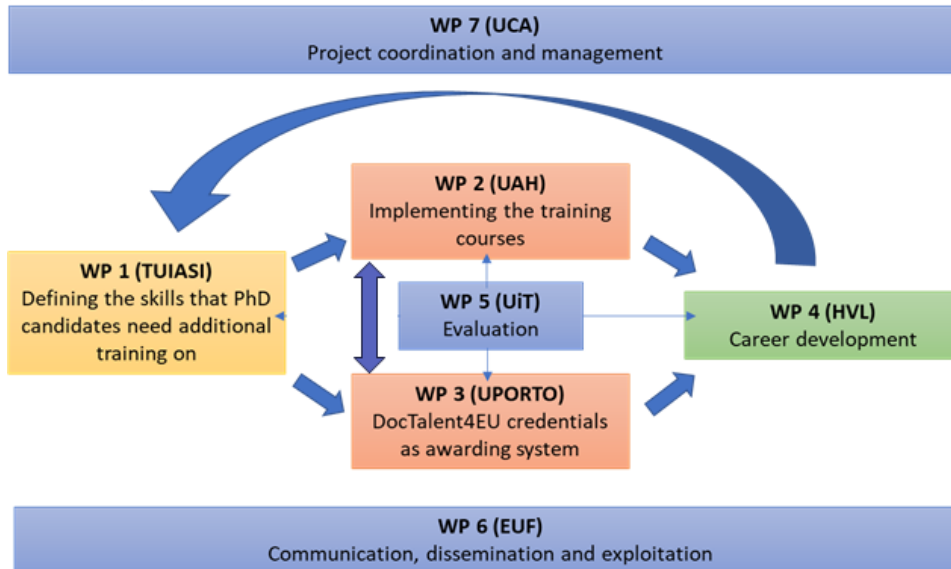 WP 7 (UCA)
Project coordination and management
WP 2 (UAH)
Implementing the training
courses
WP 1 (TUIASI)
Defining the skills that PhD
candidates need additional
training on
WP 5 (UiT)
Evaluation
WP 4 (HVL)
Career development
WP 3 (UPORTO)
DocTalent4EU credentials
as awarding system
WP 6 (EUF)
Communication, dissemination and exploitation